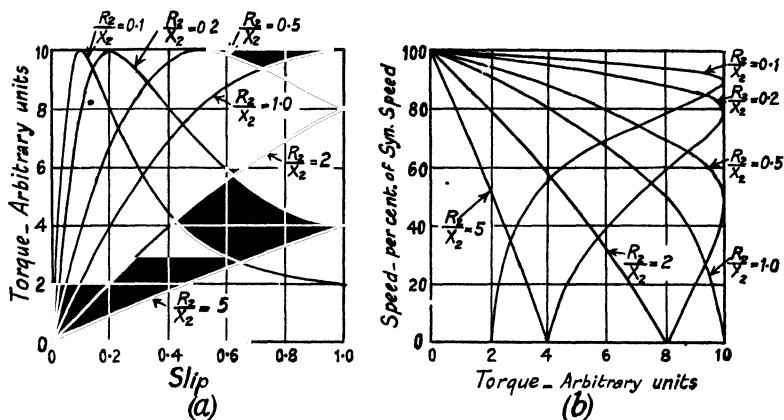 R2/X2=0.1
R2/X2=0.2
R2/X2=0.5
R2/X2=1.0
R2/X2=2
R2/X2=5
Torque-Arbitrary units
10
8
6
4
2
0
0 0.2 0.4 0.6 0.8 1.0
Slip
(a)
R2/X2=0.1
R2/X2=0.2
R2/X2=0.5
R2/X2=1.0
R2/X2=2
R2/X2=5
Speed-per cent. of Syn. Speed
100
80
60
40
20
0
0 2 4 6 8 10
Torque-Arbitrary units
(b)